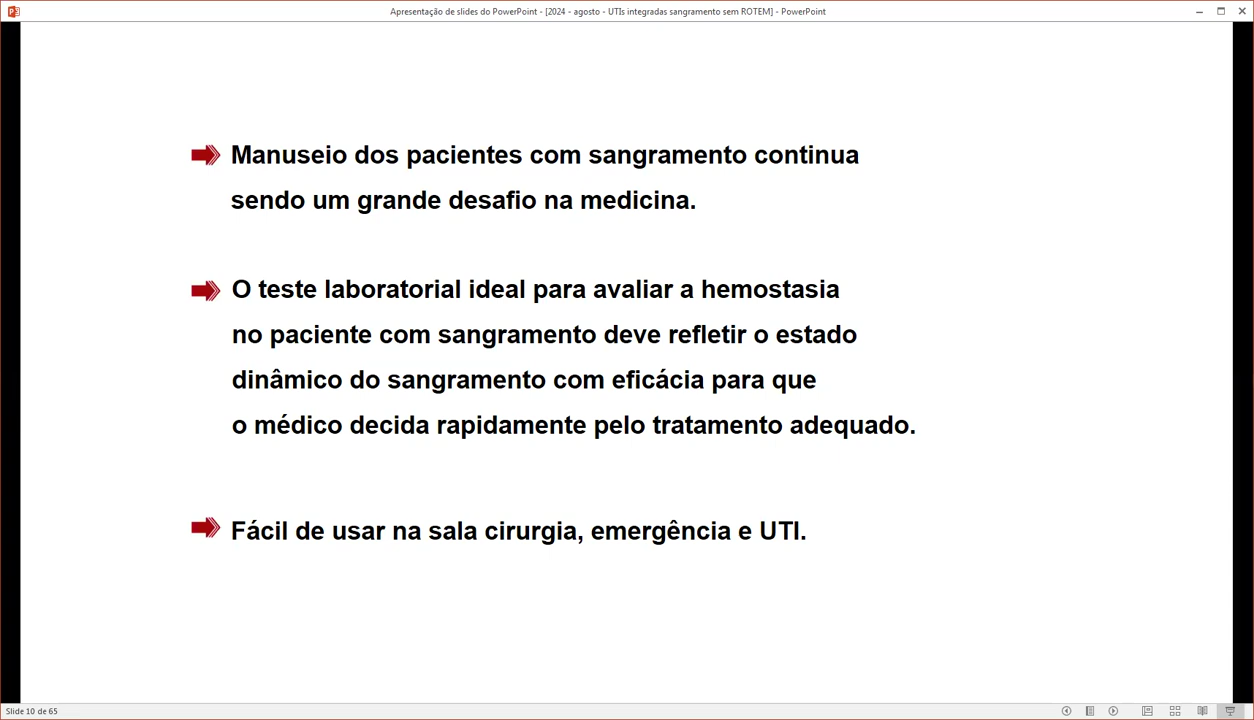 Apresentação de slides do PowerPoint - [2024 - agosto - UTIs integradas sangramento sem ROTEM] - PowerPoint
Manuseio dos pacientes com sangramento continua
sendo um grande desafio na medicina.
O teste laboratorial ideal para avaliar a hemostasia
no paciente com sangramento deve refletir o estado
dinâmico do sangramento com eficácia para que
o médico decida rapidamente pelo tratamento adequado.
Fácil de usar na sala cirurgia, emergência e UTI.
Slide 10 de 65